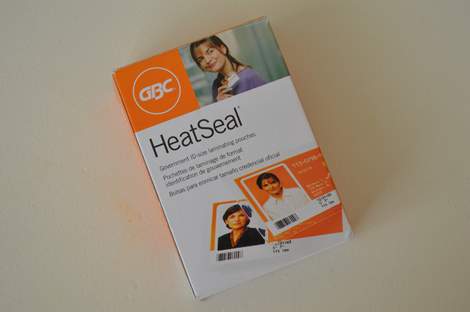 GBC
HeatSeal®
Government ID-size laminating pouches
Pochettes de laminage de format
identification de gouvernement
Bolsas para enmicar tamaño credencial oficial